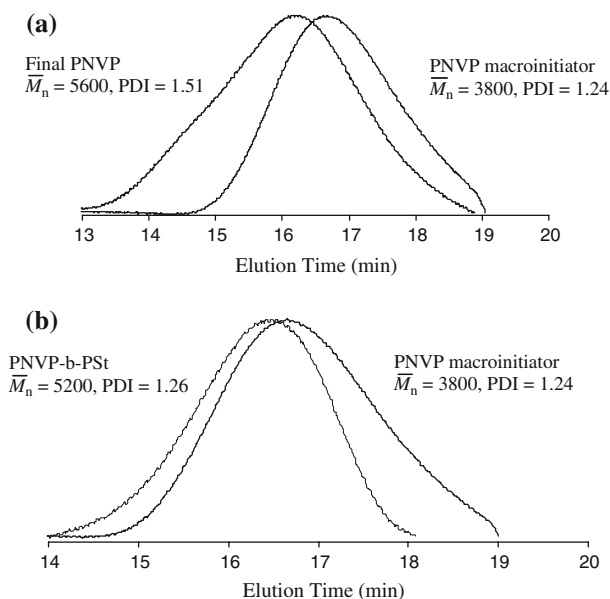 (a)
Final PNVP
M̅n = 5600, PDI = 1.51
PNVP macroinitiator
M̅n = 3800, PDI = 1.24
13 14 15 16 17 18 19 20
Elution Time (min)
(b)
PNVP-b-PSt
M̅n = 5200, PDI = 1.26
PNVP macroinitiator
M̅n = 3800, PDI = 1.24
14 15 16 17 18 19 20
Elution Time (min)